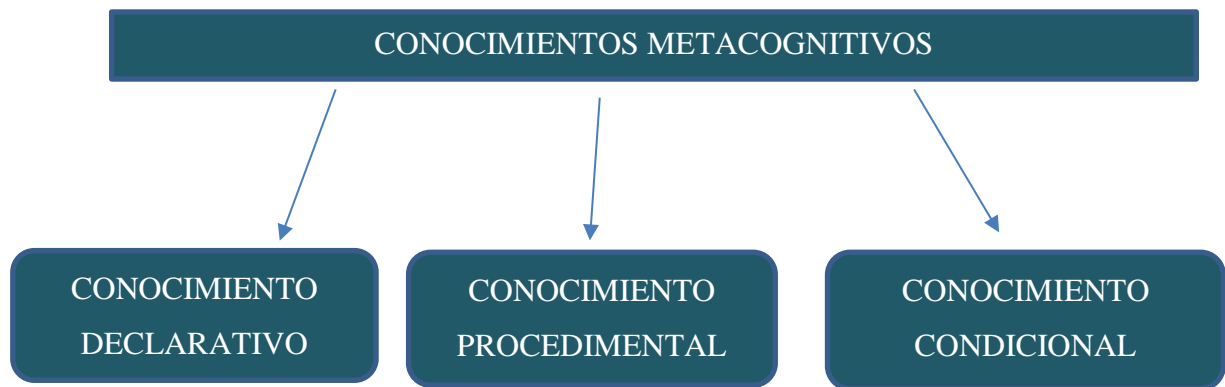 CONOCIMIENTOS METACOGNITIVOS
CONOCIMIENTO
DECLARATIVO
CONOCIMIENTO
PROCEDIMENTAL
CONOCIMIENTO
CONDICIONAL